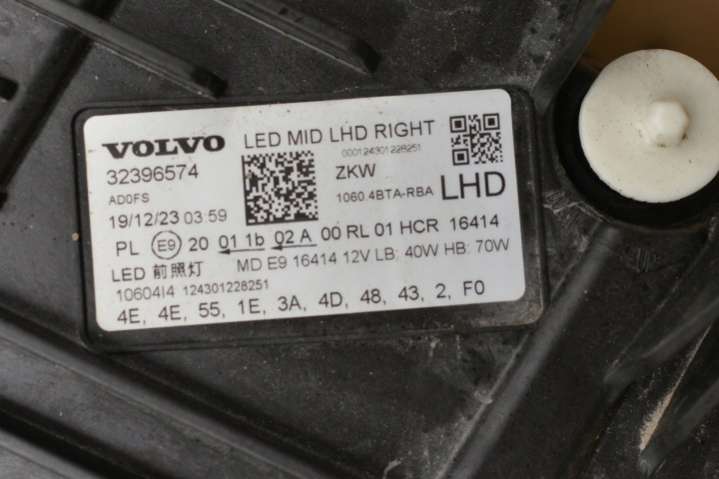 VOLVO LED MID LHD RIGHT
000124301228251
32396574 ZKW
AD0FS 1060.4BTA-RBA LHD
19/12/23 03:59
PL E9 20 01 1b 02 A 00 RL 01 HCR 16414
LED 前照灯 MD E9 16414 12V LB: 40W HB: 70W
10604I4 124301228251
4E, 4E, 55, 1E, 3A, 4D, 48, 43, 2, F0